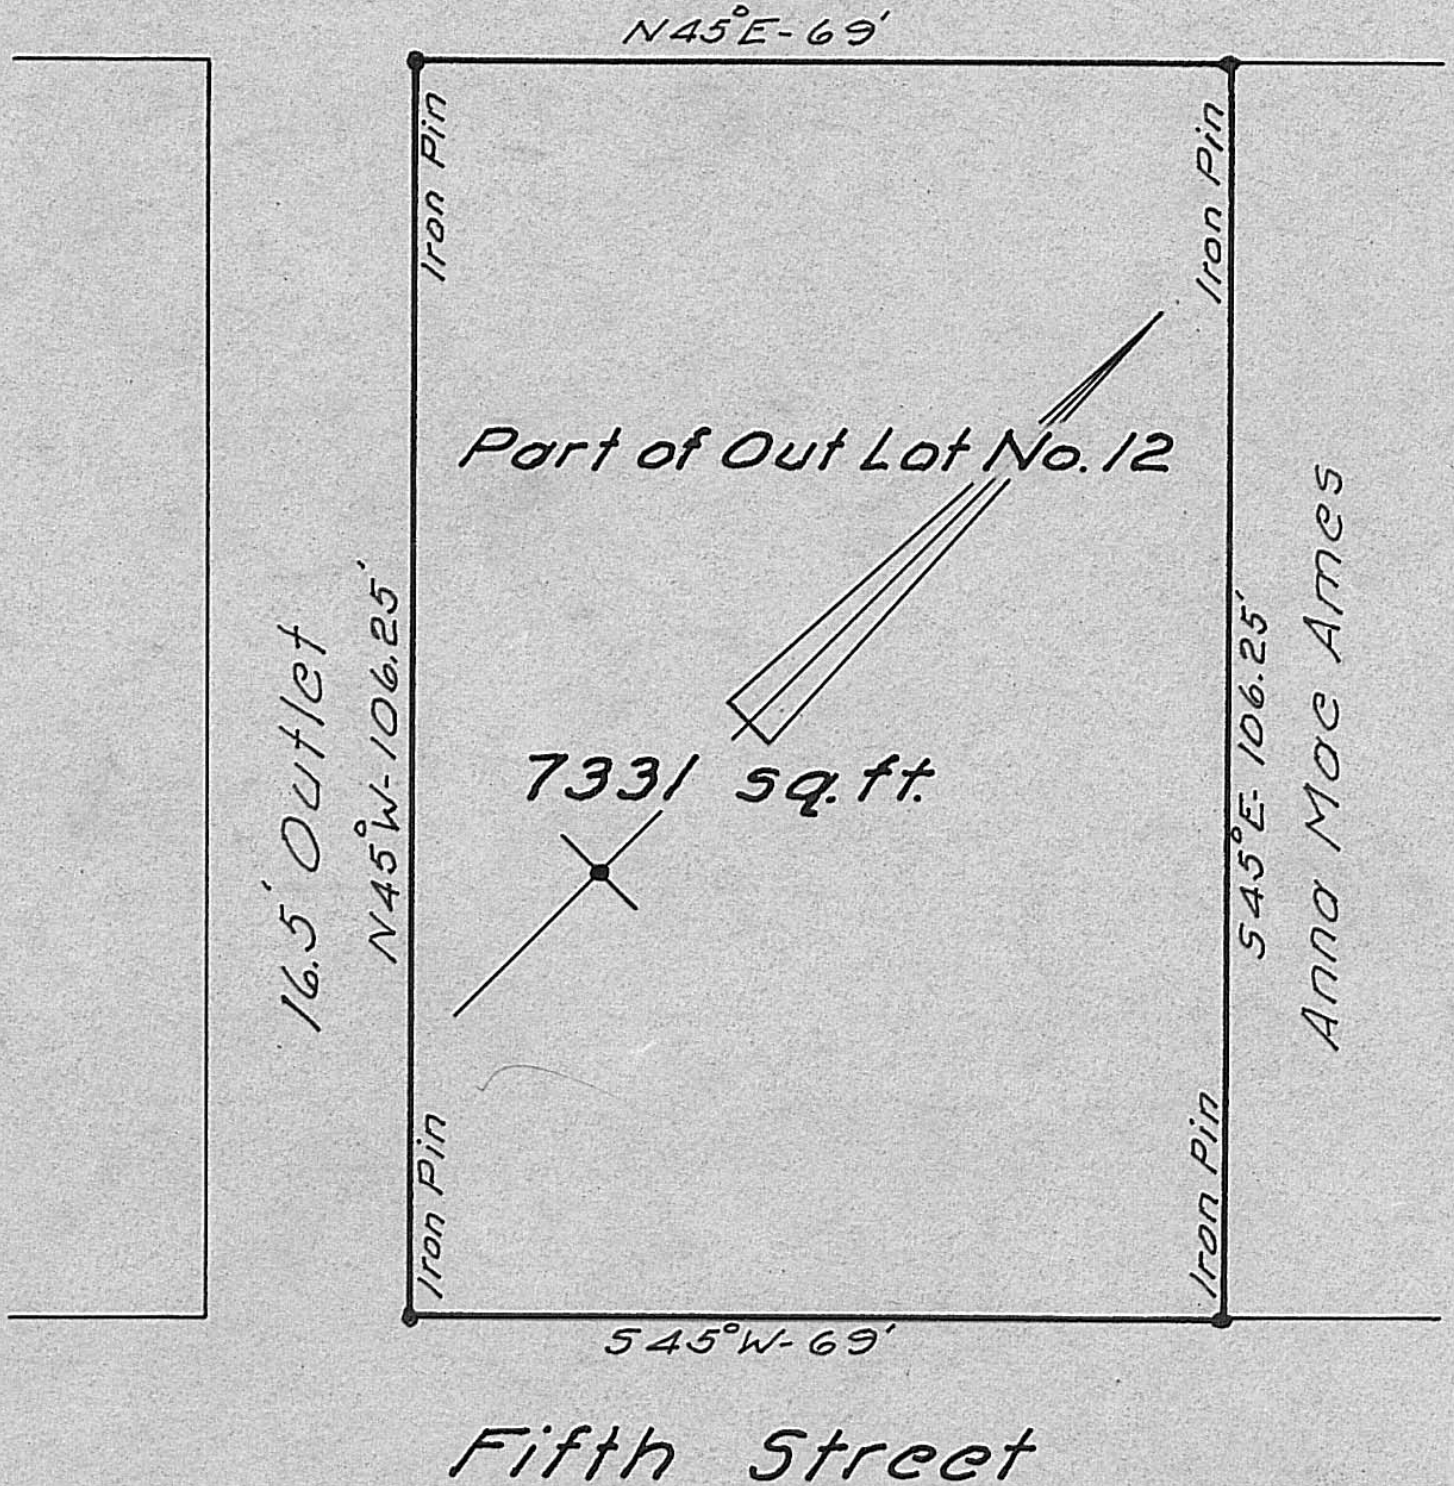 N45°E-69'
Iron Pin
Iron Pin
Part of Out Lot No. 12
16.5' Outlet
N45°W-106.25'
7331 sq. ft.
S45°E-106.25'
Anna Mae Ames
Iron Pin
Iron Pin
S45°W-69'
Fifth Street